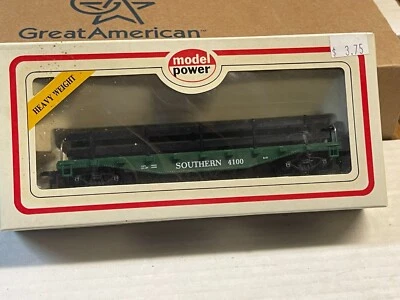 GreatAmerican
$ 3.75
model
power
HEAVY WEIGHT
SOUTHERN 4100